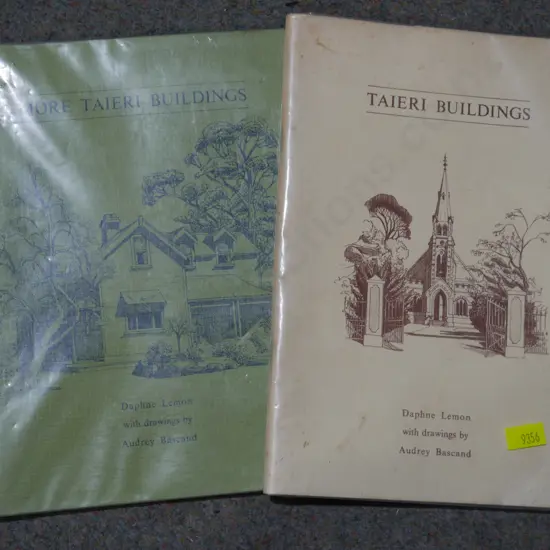 MORE TAIERI BUILDINGS
Daphne Lemon
with drawings by
Audrey Bascand
TAIERI BUILDINGS
Daphne Lemon
with drawings by
Audrey Bascand
9356